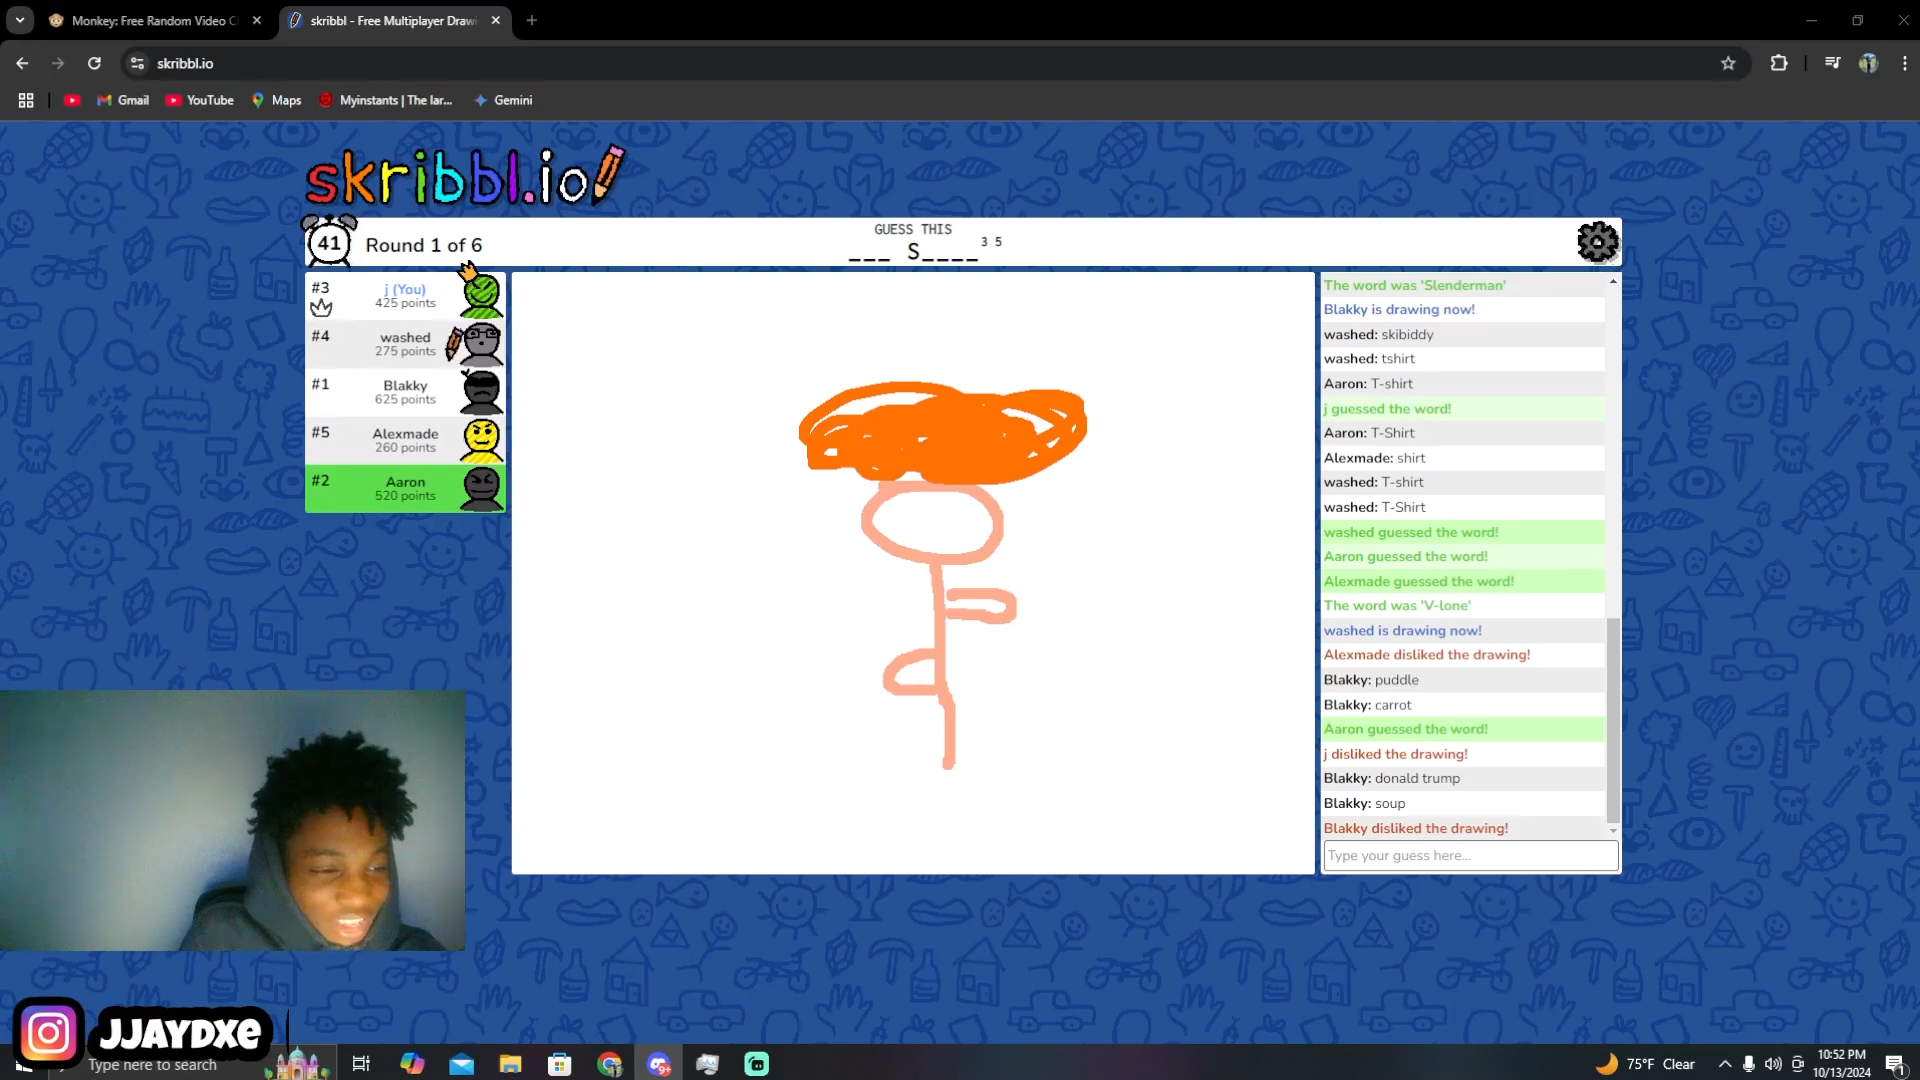 Monkey: Free Random Video C
skribbl - Free Multiplayer Drawi
skribbl.io
Gmail
YouTube
Maps
Myinstants | The lar...
Gemini
skribbl.io
41
Round 1 of 6
GUESS THIS
___ S____ 3 5
#3
j (You)
425 points
#4
washed
275 points
#1
Blakky
625 points
#5
Alexmade
260 points
#2
Aaron
520 points
The word was 'Slenderman'
Blakky is drawing now!
washed: skibiddy
washed: tshirt
Aaron: T-shirt
j guessed the word!
Aaron: T-Shirt
Alexmade: shirt
washed: T-shirt
washed: T-Shirt
washed guessed the word!
Aaron guessed the word!
Alexmade guessed the word!
The word was 'V-lone'
washed is drawing now!
Alexmade disliked the drawing!
Blakky: puddle
Blakky: carrot
Aaron guessed the word!
j disliked the drawing!
Blakky: donald trump
Blakky: soup
Blakky disliked the drawing!
Type your guess here...
JJAYDXE
Type here to search
9+
75°F Clear
10:52 PM
10/13/2024
1